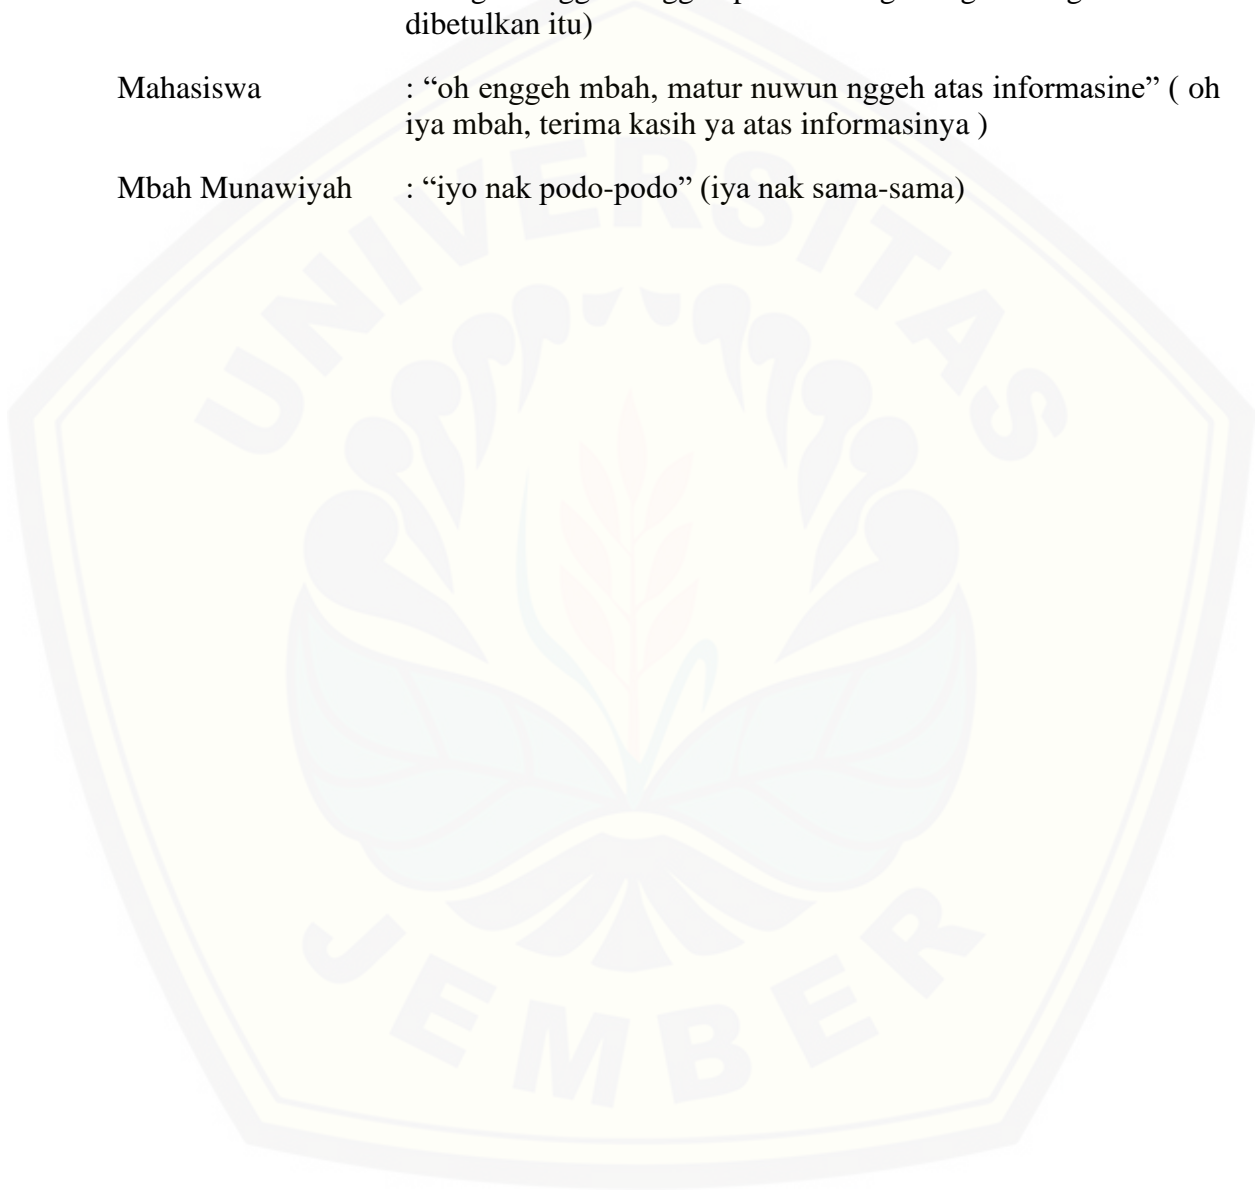 dibetulkan itu)
Mahasiswa : “oh enggeh mbah, matur nuwun nggeh atas informasine” ( oh
iya mbah, terima kasih ya atas informasinya )
Mbah Munawiyah : “iyo nak podo-podo” (iya nak sama-sama)
UNIVERSITAS
JEMBER